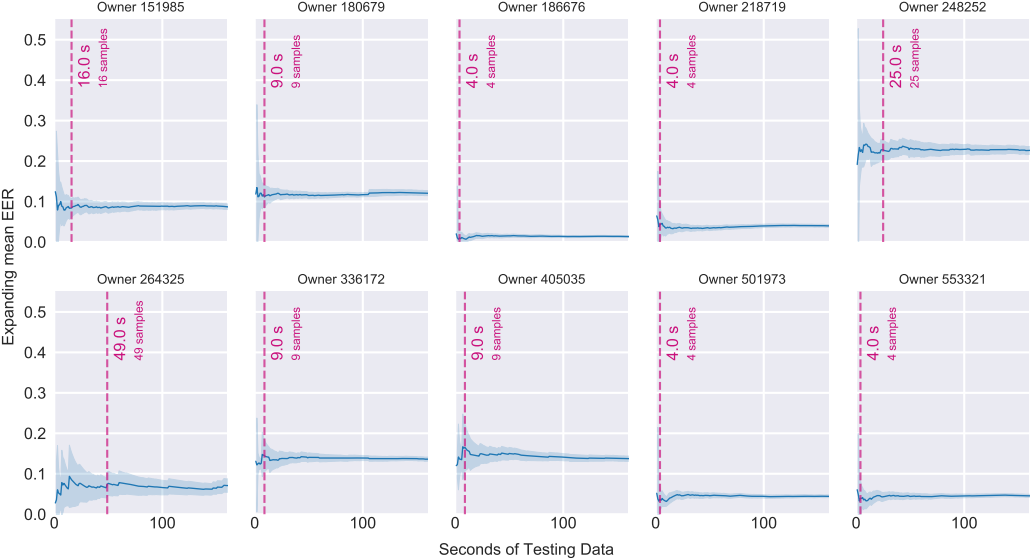 Owner 151985
Owner 180679
Owner 186676
Owner 218719
Owner 248252
0.5
0.4
0.3
0.2
0.1
0.0
16.0 s
16 samples
9.0 s
9 samples
4.0 s
4 samples
4.0 s
4 samples
25.0 s
25 samples
Expanding mean EER
Owner 264325
Owner 336172
Owner 405035
Owner 501973
Owner 553321
0.5
0.4
0.3
0.2
0.1
0.0
49.0 s
49 samples
9.0 s
9 samples
9.0 s
9 samples
4.0 s
4 samples
4.0 s
4 samples
0 100
0 100
0 100
0 100
0 100
Seconds of Testing Data